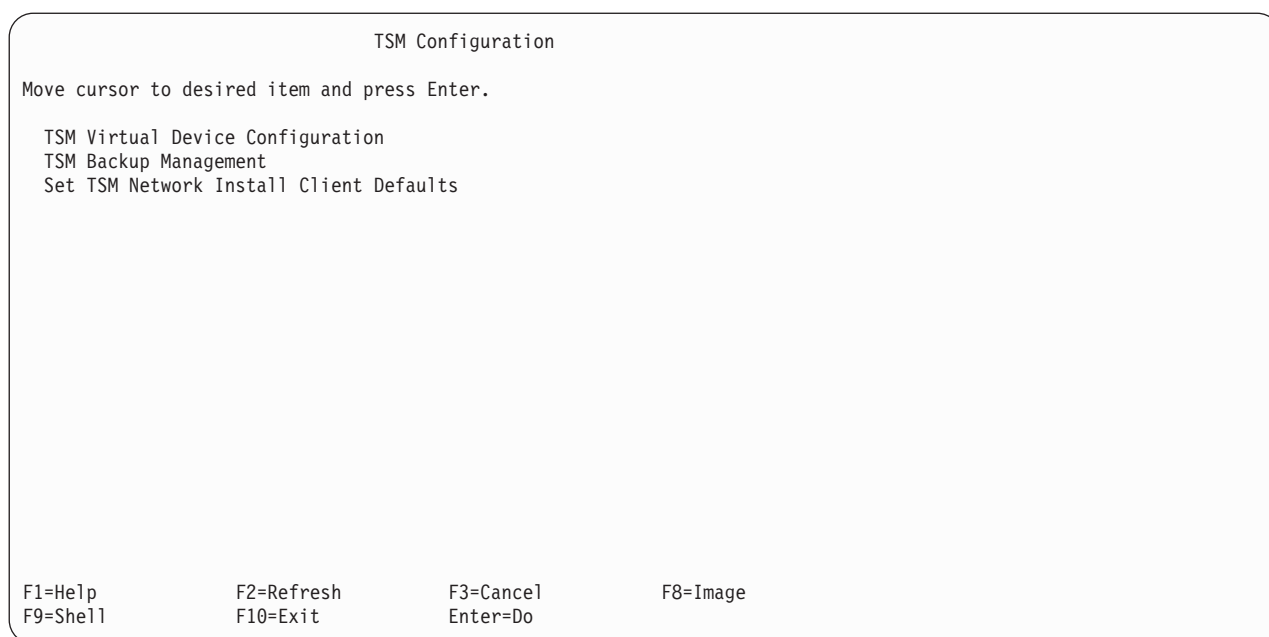 TSM Configuration
Move cursor to desired item and press Enter.
TSM Virtual Device Configuration
TSM Backup Management
Set TSM Network Install Client Defaults
F1=Help F2=Refresh F3=Cancel F8=Image
F9=Shell F10=Exit Enter=Do